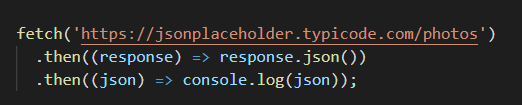 fetch('https://jsonplaceholder.typicode.com/photos')
.then((response) => response.json())
.then((json) => console.log(json));